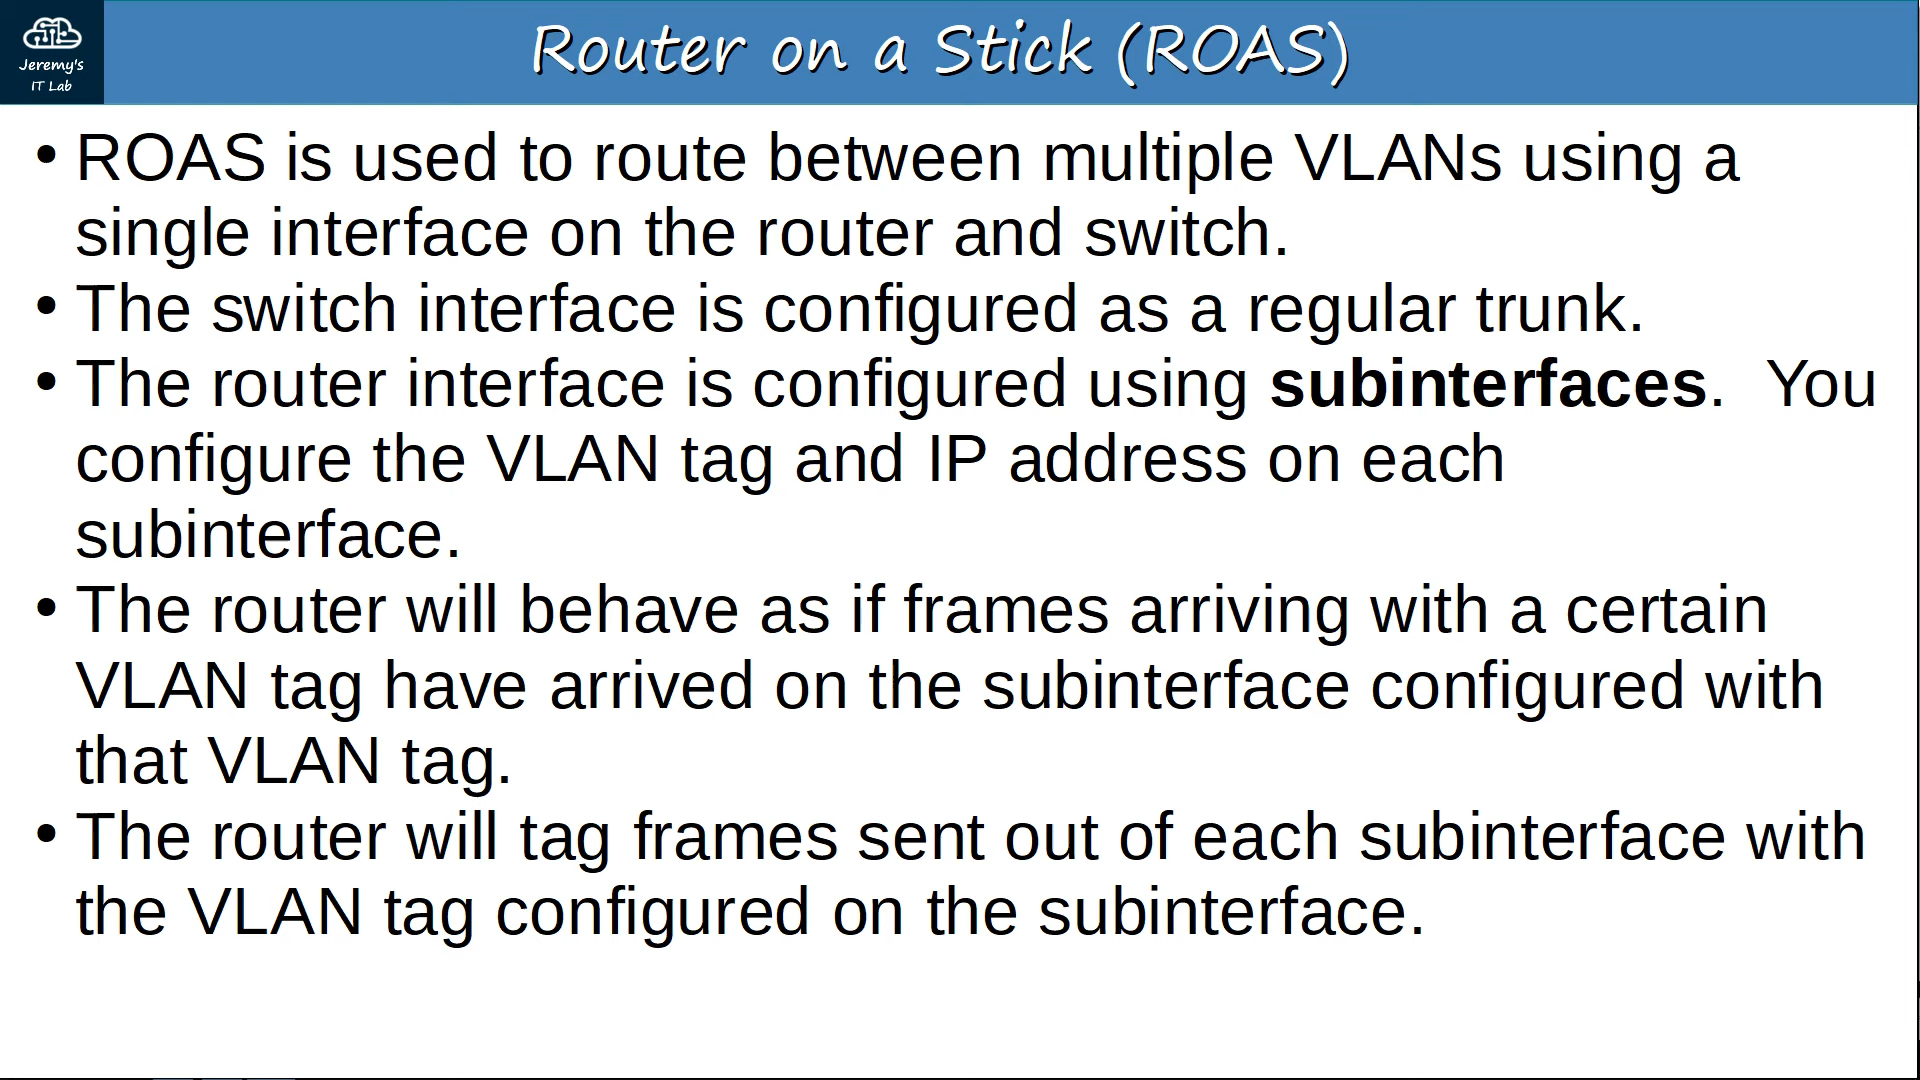 Jeremy's
IT Lab
Router on a Stick (ROAS)
• ROAS is used to route between multiple VLANs using a
single interface on the router and switch.
• The switch interface is configured as a regular trunk.
• The router interface is configured using subinterfaces.  You
configure the VLAN tag and IP address on each
subinterface.
• The router will behave as if frames arriving with a certain
VLAN tag have arrived on the subinterface configured with
that VLAN tag.
• The router will tag frames sent out of each subinterface with
the VLAN tag configured on the subinterface.